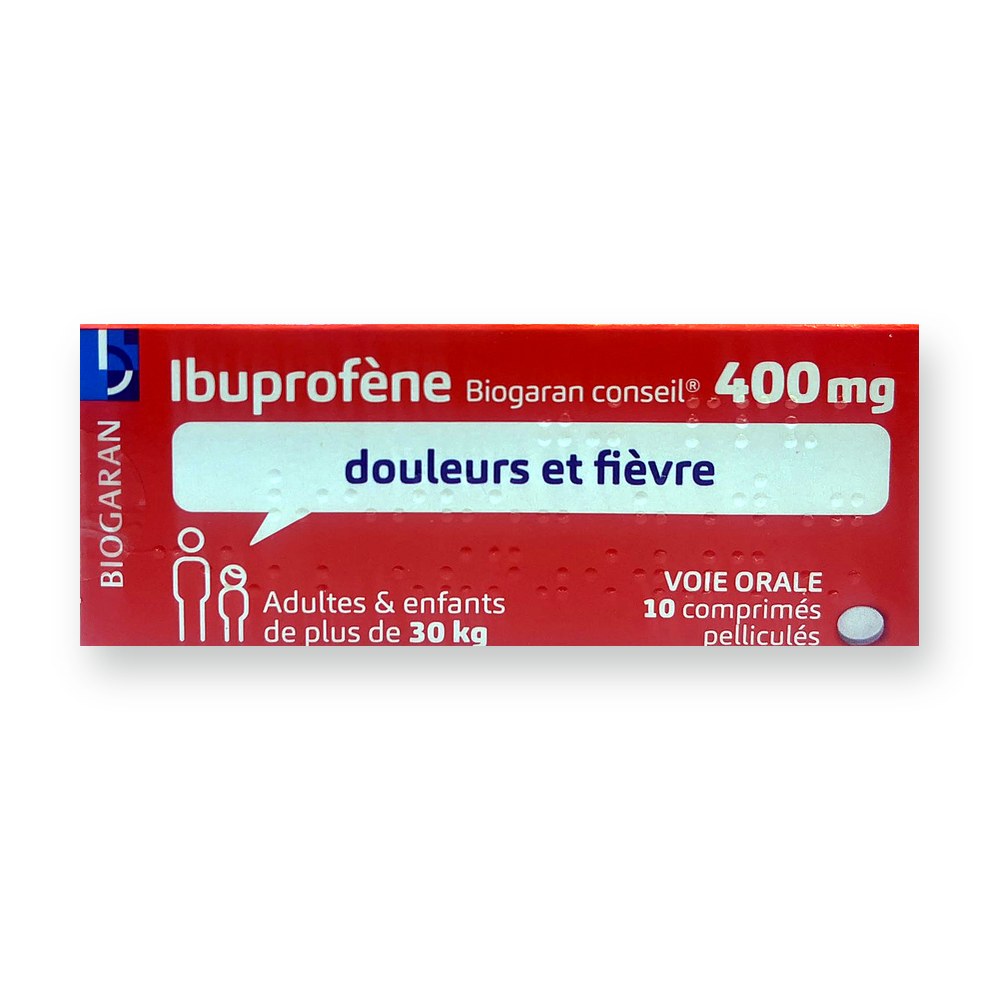 Ibuprofène Biogaran conseil® 400 mg
douleurs et fièvre
BIOGARAN
Adultes & enfants
de plus de 30 kg
VOIE ORALE
10 comprimés
pelliculés